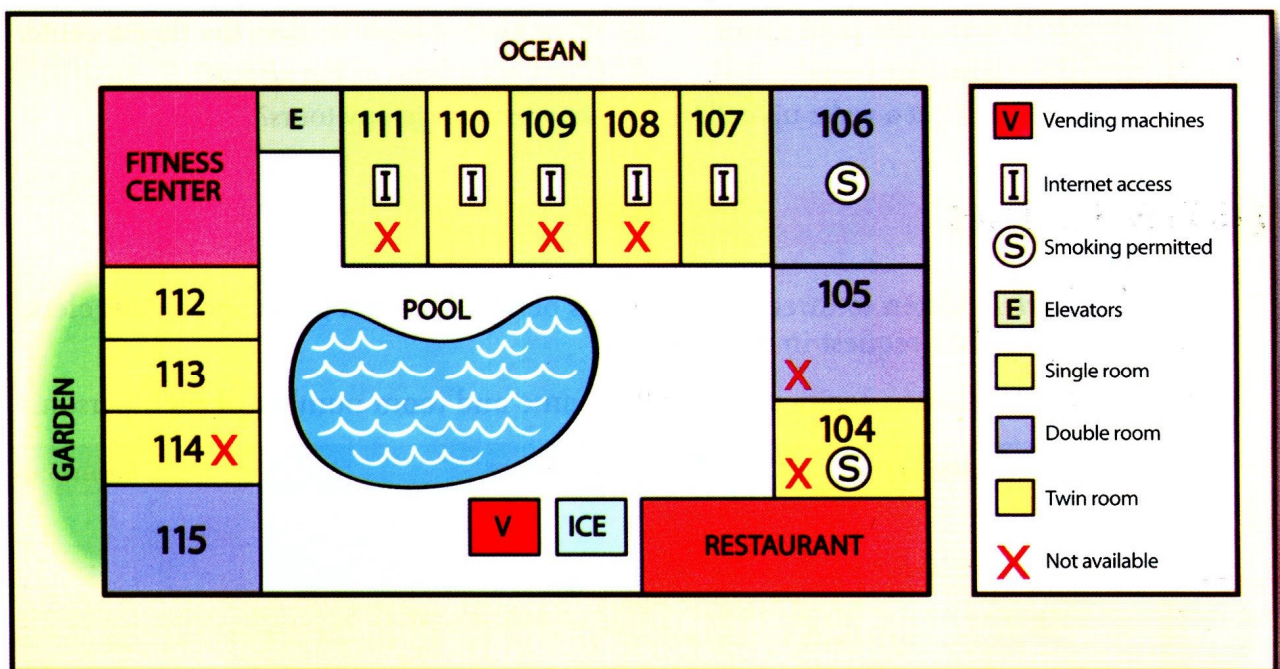 OCEAN
FITNESS
CENTER
E
111
I
X
110
I
109
I
X
108
I
X
107
I
106
S
105
X
104
X S
112
113
114 X
115
GARDEN
POOL
V
ICE
RESTAURANT
V Vending machines
I Internet access
S Smoking permitted
E Elevators
Single room
Double room
Twin room
X Not available